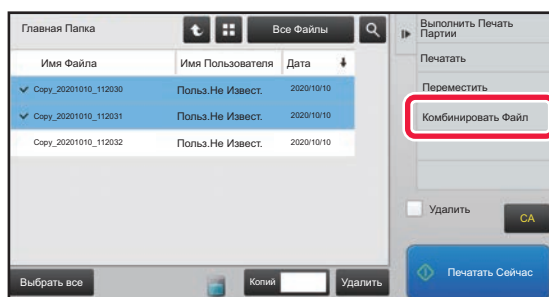 Главная Папка
Все Файлы
Имя Файла
Имя Пользователя
Дата
Copy_20201010_112030
Польз.Не Извест.
2020/10/10
Copy_20201010_112031
Польз.Не Извест.
2020/10/10
Copy_20201010_112032
Польз.Не Извест.
2020/10/10
Выбрать все
Копий
Удалить
Выполнить Печать
Партии
Печатать
Переместить
Комбинировать Файл
Удалить
CA
Печатать Сейчас